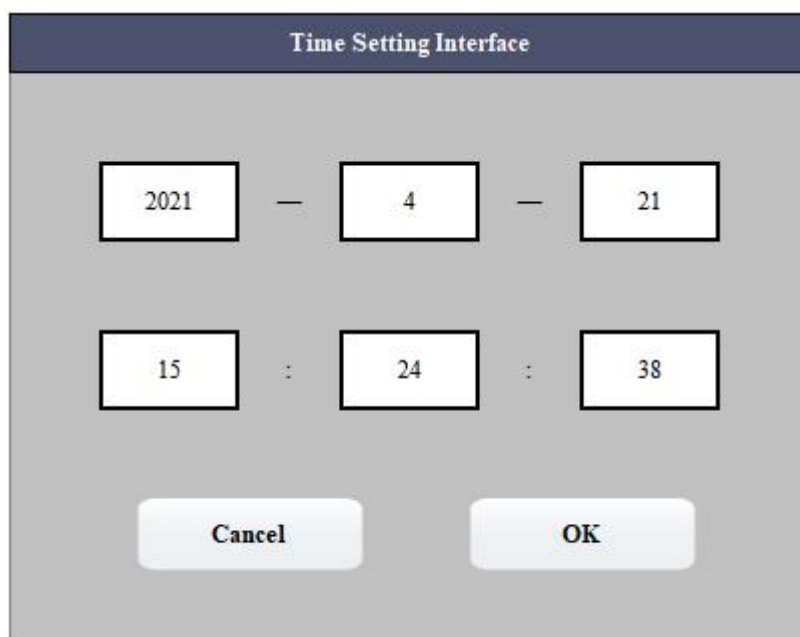 Time Setting Interface
2021 — 4 — 21
15 : 24 : 38
Cancel OK